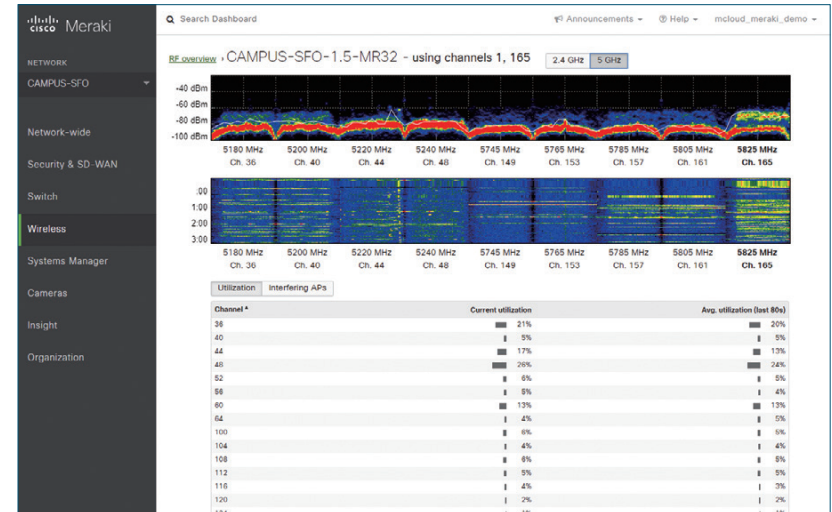 cisco Meraki
Search Dashboard
Announcements
Help
mcloud_meraki_demo
NETWORK
CAMPUS-SFO
Network-wide
Security & SD-WAN
Switch
Wireless
Systems Manager
Cameras
Insight
Organization
RF overview › CAMPUS-SFO-1.5-MR32 - using channels 1, 165 2.4 GHz 5 GHz
-40 dBm
-60 dBm
-80 dBm
-100 dBm
5180 MHz 5200 MHz 5220 MHz 5240 MHz 5745 MHz 5765 MHz 5785 MHz 5805 MHz 5825 MHz
Ch. 36 Ch. 40 Ch. 44 Ch. 48 Ch. 149 Ch. 153 Ch. 157 Ch. 161 Ch. 165
:00
1:00
2:00
3:00
5180 MHz 5200 MHz 5220 MHz 5240 MHz 5745 MHz 5765 MHz 5785 MHz 5805 MHz 5825 MHz
Ch. 36 Ch. 40 Ch. 44 Ch. 48 Ch. 149 Ch. 153 Ch. 157 Ch. 161 Ch. 165
Utilization Interfering APs
Channel Current utilization Avg. utilization (last 80s)
36 21% 20%
40 5% 5%
44 17% 13%
48 26% 24%
52 6% 5%
56 5% 4%
60 13% 13%
64 4% 5%
100 6% 5%
104 4% 4%
108 6% 5%
112 5% 5%
116 4% 3%
120 2% 2%